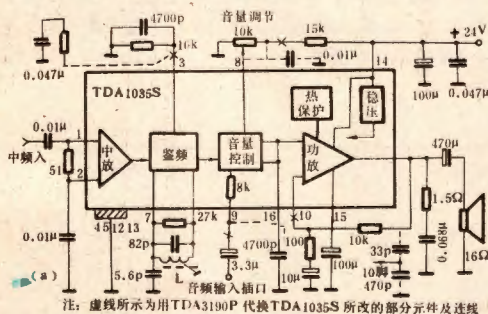 4700p
音量调节
10k
15k
+24V
0.047μ
16k
3
8
0.01μ
14
100μ
0.047μ
TDA1035S
热保护
稳压
0.01μ
中频入
1
51
2
中放
鉴频
音量控制
功放
470μ
8k
4 5 12 13
7
27k
9
16
10
15
1.5Ω
0.01μ
82p
4700p
100
10k
33p
0.068μ
16Ω
(a)
5.6p
L
3.3μ
10μ
100μ
10脚
470p
音频输入插口
注：虚线所示为用TDA3190P代换TDA1035S所改的部分元件及连线